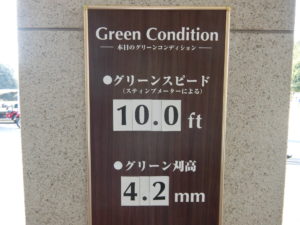 Green Condition
本日のグリーンコンディション
●グリーンスピード
(スティンプメーターによる)
10.0 ft
●グリーン刈高
4.2 mm